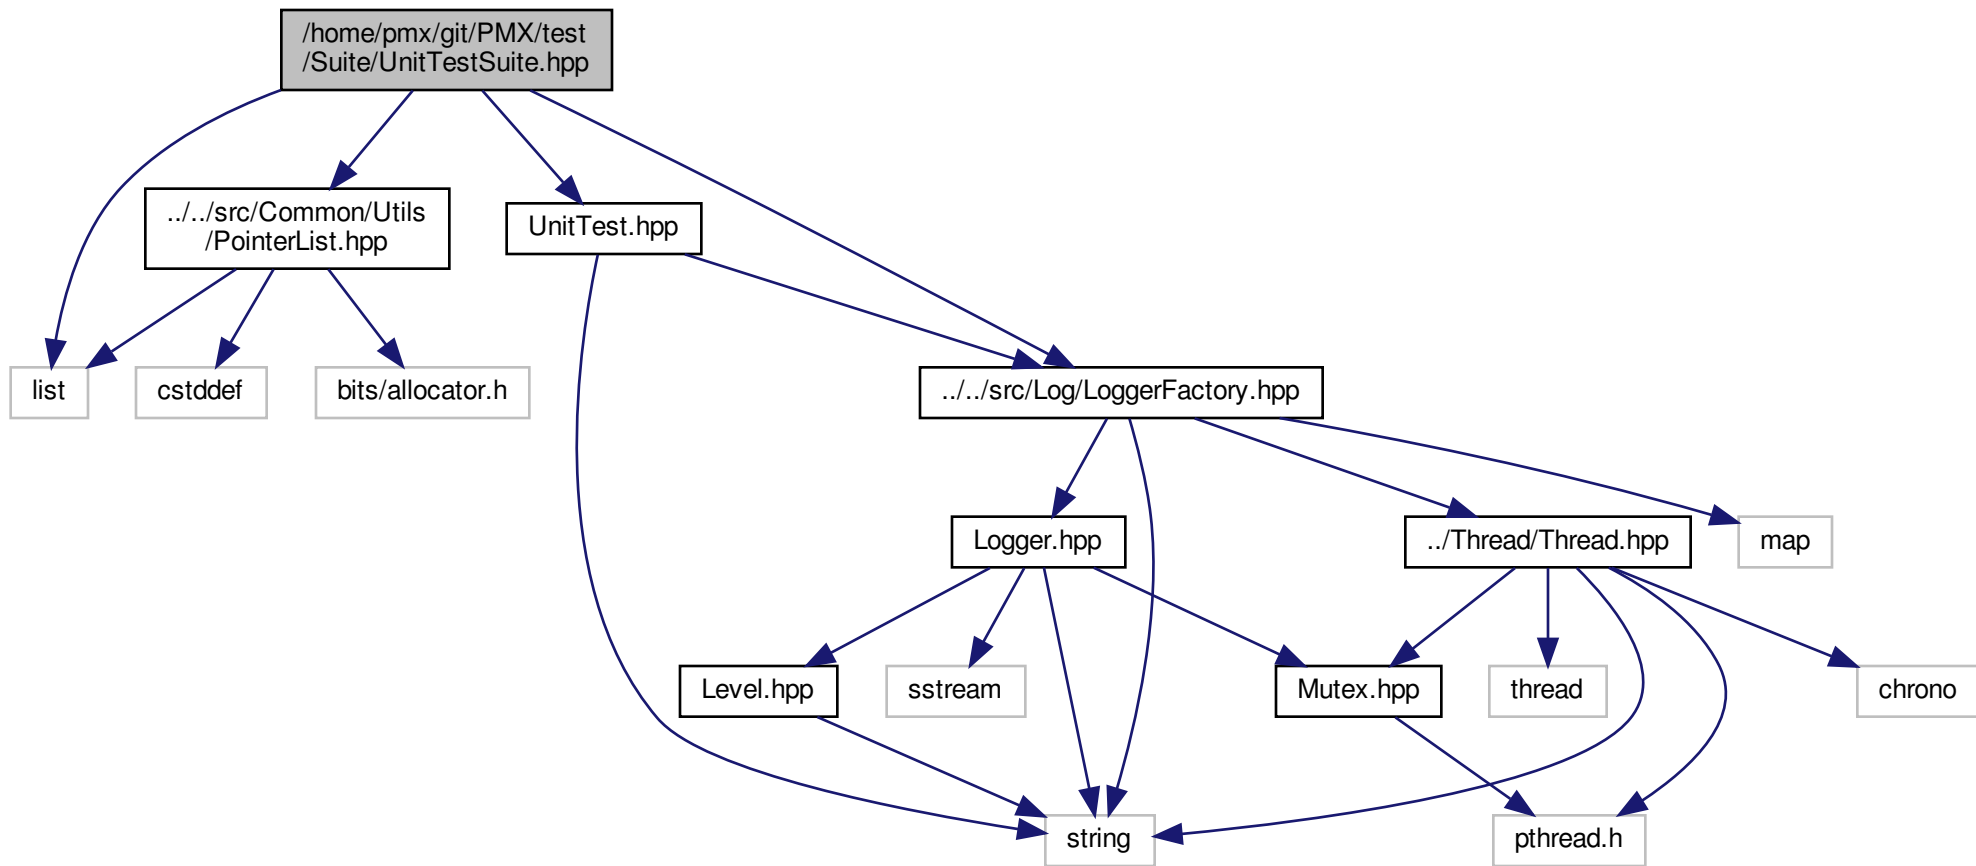 /home/pmx/git/PMX/test
/Suite/UnitTestSuite.hpp
../../src/Common/Utils
/PointerList.hpp
UnitTest.hpp
list
cstddef
bits/allocator.h
../../src/Log/LoggerFactory.hpp
Logger.hpp
../Thread/Thread.hpp
map
Level.hpp
sstream
Mutex.hpp
thread
chrono
string
pthread.h